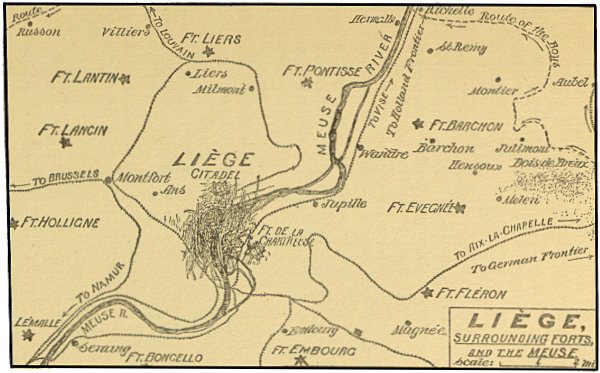 Route
Russon
Villiers
TO LOUVAIN
FT. LIERS
Hermalle
Richelle
Route of the Boys
St. Remy
FT. LANTIN
Liers
Milmont
FT. PONTISSE
MEUSE RIVER
TO VISE
To Holland Frontier
Montier
Aubel
FT. LANCIN
FT. BARCHON
Barchon
Julimont
Wandre
Hensoux
Bois de Breux
LIÈGE
CITADEL
TO BRUSSELS
Montfort
Ans
Jupille
FT. EVEGNÉE
Melen
FT. HOLLIGNE
FT. DE LA
CHARTREUSE
TO AIX-LA-CHAPELLE
To German Frontier
To NAMUR
FT. FLÉRON
LEMALLE
MEUSE R.
Seraing
FT. BONCELLO
Embourg
FT. EMBOURG
Magnée
LIÈGE,
SURROUNDING FORTS,
AND THE MEUSE
Scale: